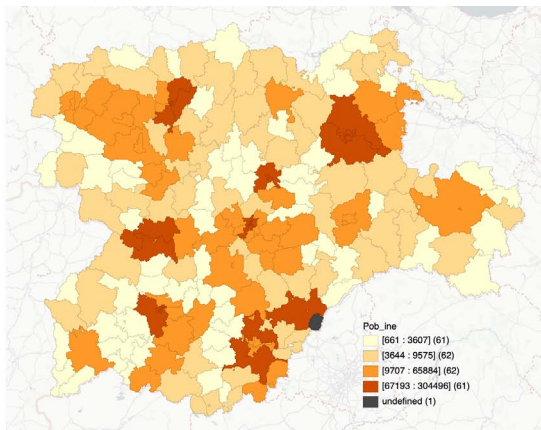 Pob_ine
[661 : 3607] (61)
[3644 : 9575] (62)
[9707 : 65884] (62)
[67193 : 304496] (61)
undefined (1)